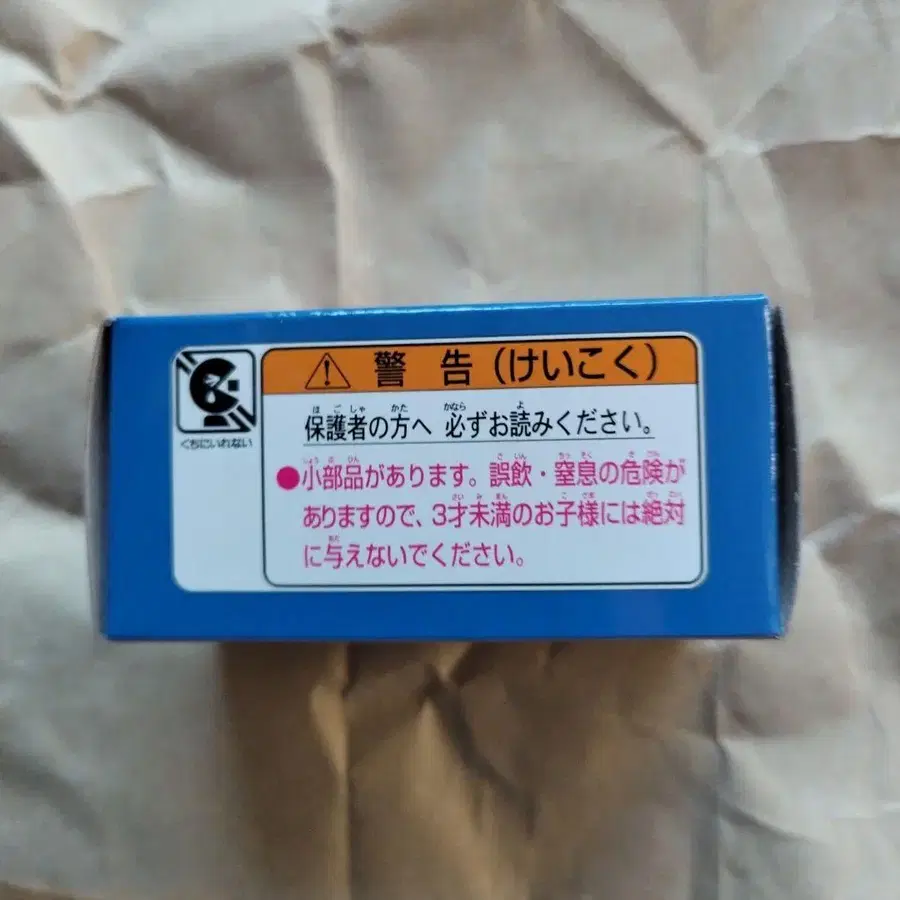 警告(けいこく)
くちにいれない
保護者の方へ 必ずお読みください。
●小部品があります。誤飲・窒息の危険が
ありますので、3才未満のお子様には絶対
に与えないでください。